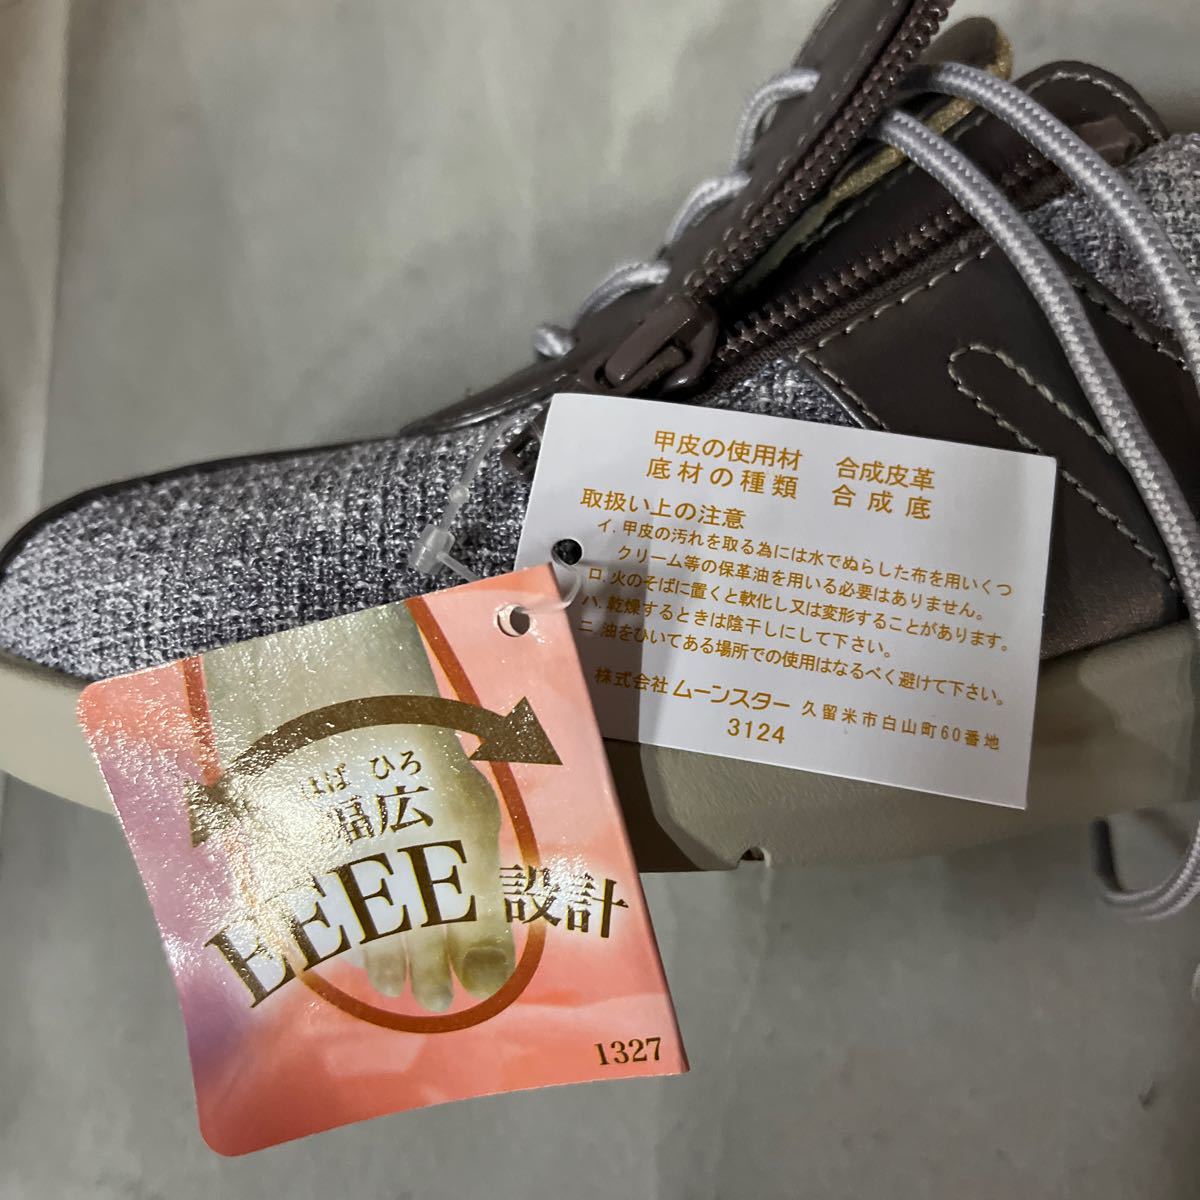 甲皮の使用材 合成皮革
底材の種類 合成底
取扱い上の注意
イ. 甲皮の汚れを取る為には水でぬらした布を用いくつ
クリーム等の保革油を用いる必要はありません。
ロ. 火のそばに置くと軟化し又は変形することがあります。
ハ. 乾燥するときは陰干しにして下さい。
ニ. 油をひいてある場所での使用はなるべく避けて下さい。
株式会社 ムーンスター 久留米市白山町60番地
3124
はば ひろ
幅広
EEEE設計
1327